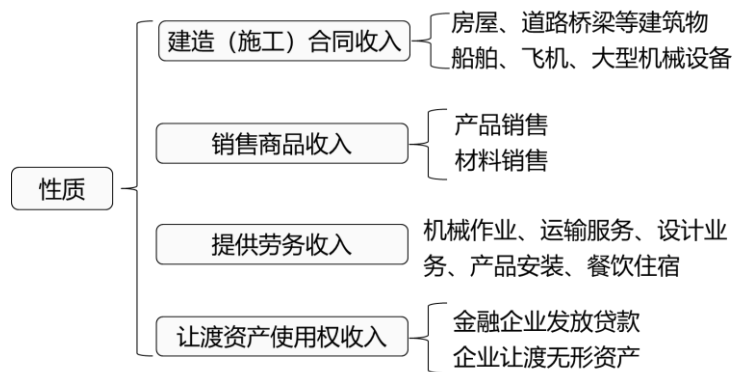 性质
建造（施工）合同收入
房屋、道路桥梁等建筑物
船舶、飞机、大型机械设备
销售商品收入
产品销售
材料销售
提供劳务收入
机械作业、运输服务、设计业
务、产品安装、餐饮住宿
让渡资产使用权收入
金融企业发放贷款
企业让渡无形资产